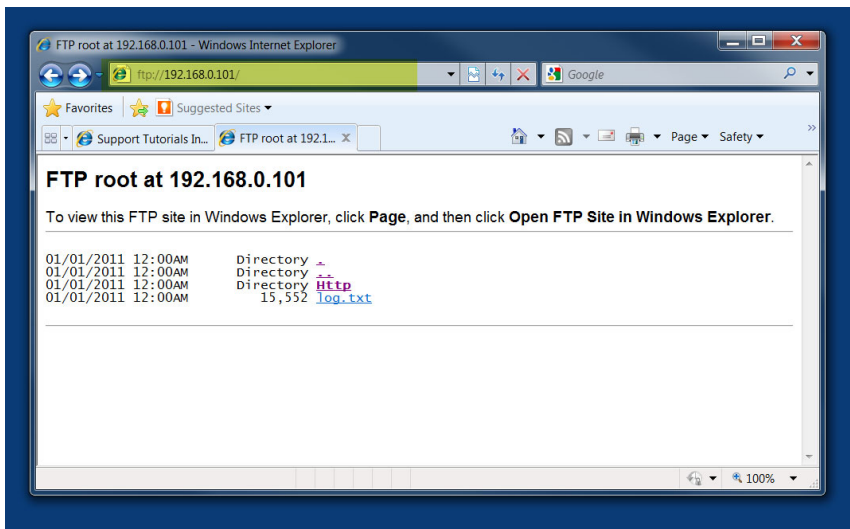 FTP root at 192.168.0.101 - Windows Internet Explorer
ftp://192.168.0.101/
Google
Favorites Suggested Sites
Support Tutorials In... FTP root at 192.1... Page Safety
FTP root at 192.168.0.101
To view this FTP site in Windows Explorer, click Page, and then click Open FTP Site in Windows Explorer.
01/01/2011 12:00AM Directory .
01/01/2011 12:00AM Directory ..
01/01/2011 12:00AM Directory Http
01/01/2011 12:00AM 15,552 log.txt
100%